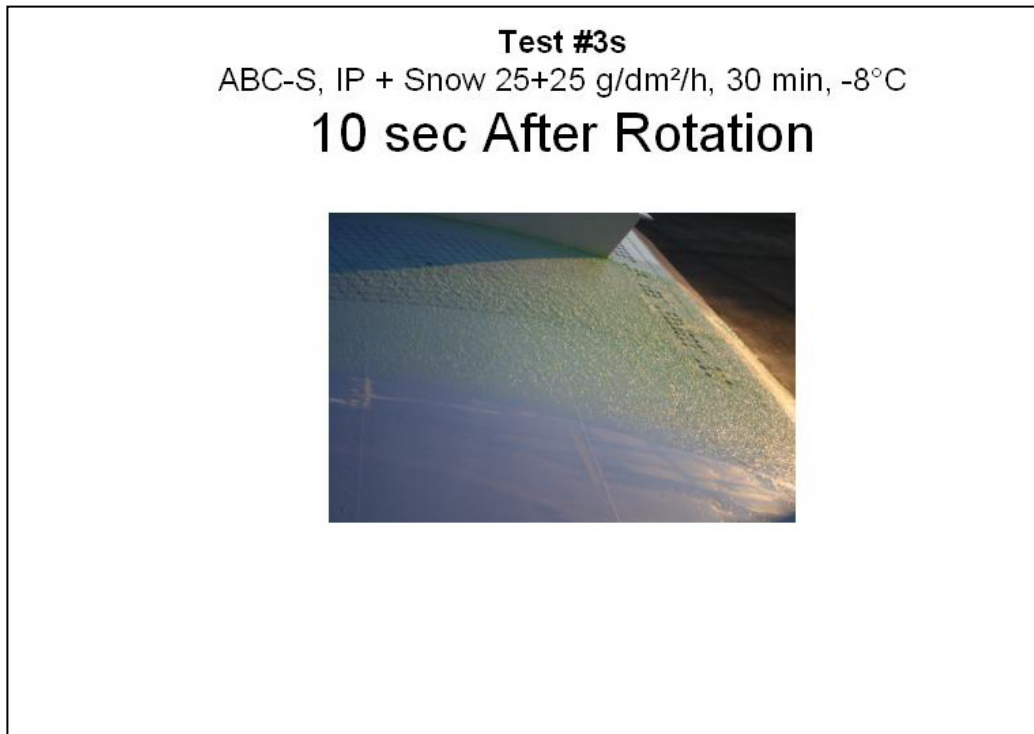 Test #3s
ABC-S, IP + Snow 25+25 g/dm²/h, 30 min, -8°C
10 sec After Rotation